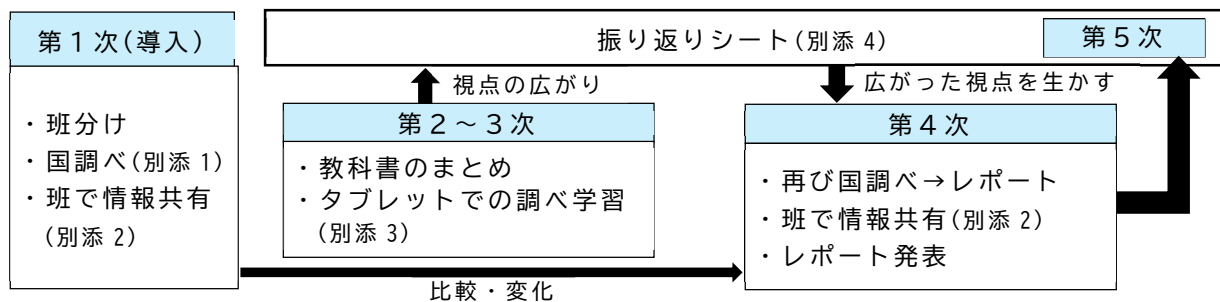 第１次(導入)
・班分け
・国調べ(別添 1)
・班で情報共有
(別添 2)
振り返りシート(別添 4)
第５次
視点の広がり
広がった視点を生かす
第２～３次
・教科書のまとめ
・タブレットでの調べ学習
(別添 3)
第４次
・再び国調べ→レポート
・班で情報共有(別添 2)
・レポート発表
比較・変化